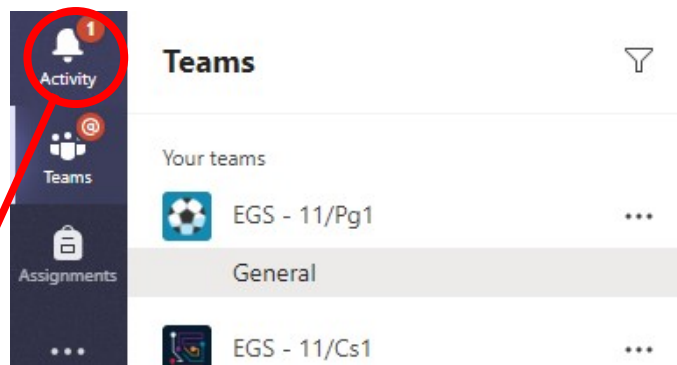 1
Activity
@
Teams
Assignments
Teams
Your teams
EGS - 11/Pg1
General
EGS - 11/Cs1